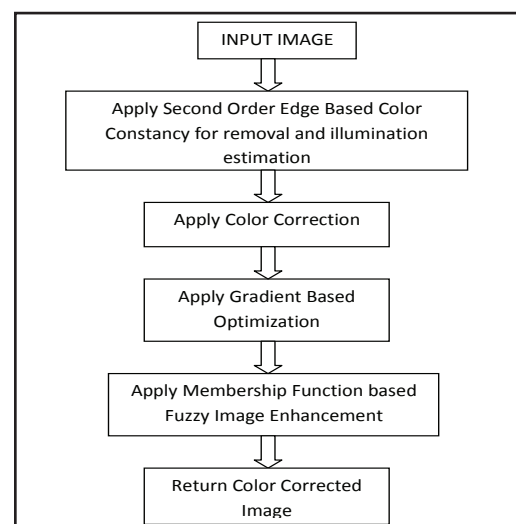 INPUT IMAGE
Apply Second Order Edge Based Color
Constancy for removal and illumination
estimation
Apply Color Correction
Apply Gradient Based
Optimization
Apply Membership Function based
Fuzzy Image Enhancement
Return Color Corrected
Image